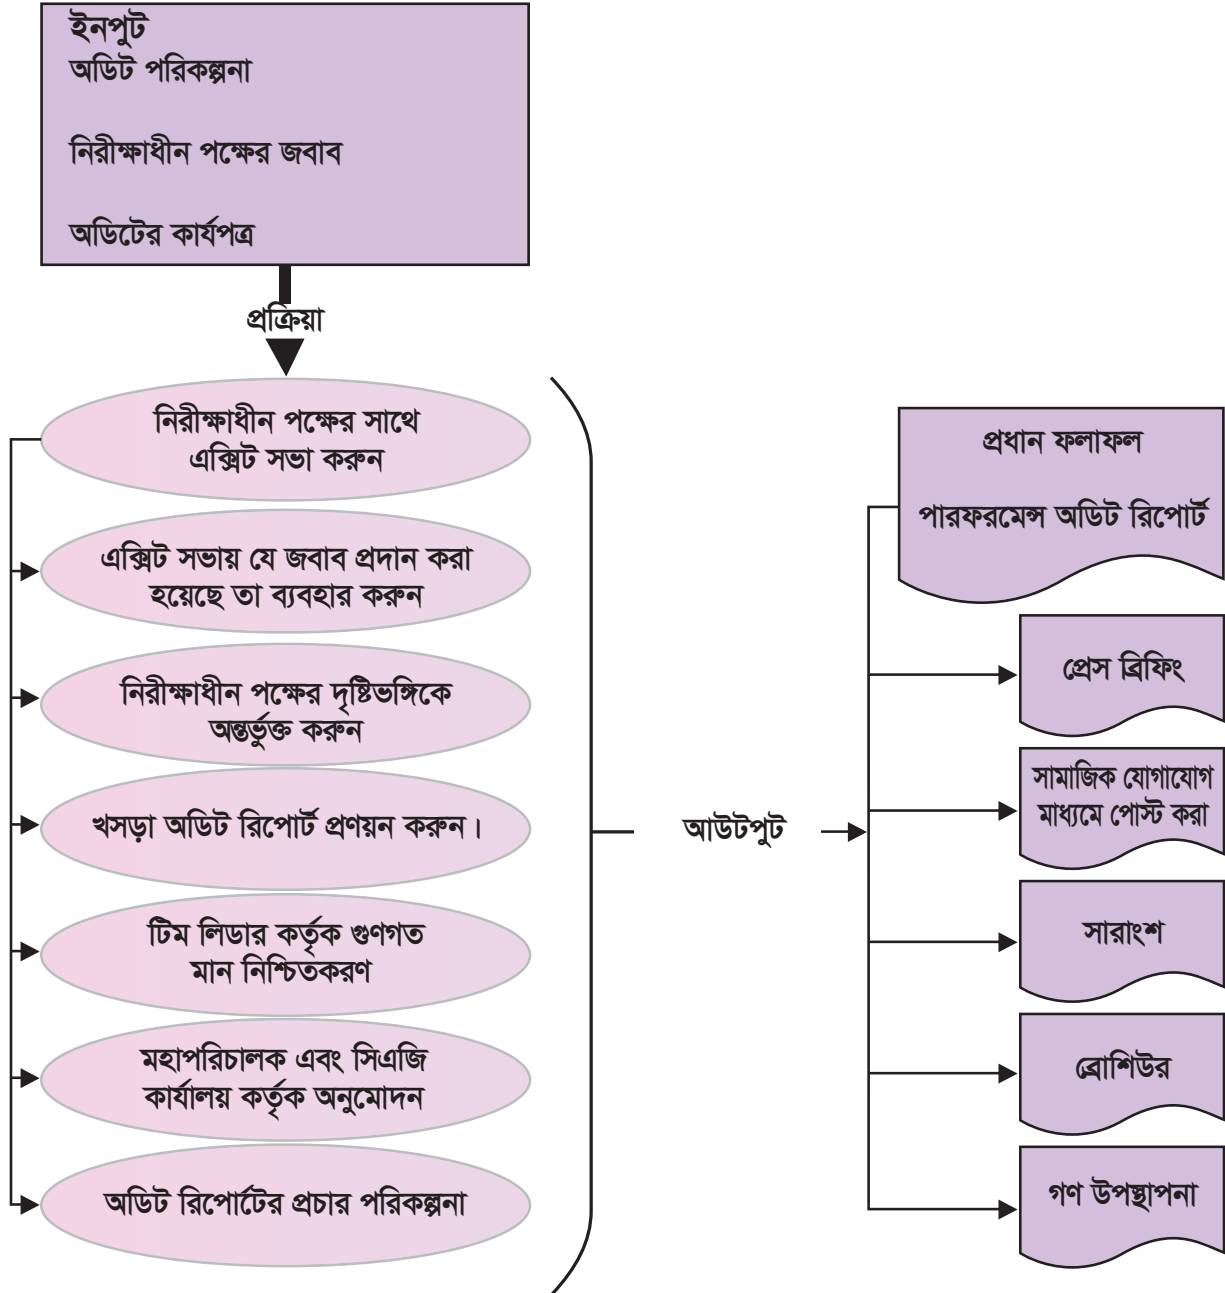 ইনপুট
অডিট পরিকল্পনা
নিরীক্ষাধীন পক্ষের জবাব
অডিটের কার্যপত্র
প্রক্রিয়া
নিরীক্ষাধীন পক্ষের সাথে
এক্সিট সভা করুন
এক্সিট সভায় যে জবাব প্রদান করা
হয়েছে তা ব্যবহার করুন
নিরীক্ষাধীন পক্ষের দৃষ্টিভঙ্গিকে
অন্তর্ভুক্ত করুন
খসড়া অডিট রিপোর্ট প্রণয়ন করুন।
টিম লিডার কর্তৃক গুণগত
মান নিশ্চিতকরণ
মহাপরিচালক এবং সিএজি
কার্যালয় কর্তৃক অনুমোদন
অডিট রিপোর্টের প্রচার পরিকল্পনা
আউটপুট
প্রধান ফলাফল
পারফরমেন্স অডিট রিপোর্ট
প্রেস ব্রিফিং
সামাজিক যোগাযোগ
মাধ্যমে পোস্ট করা
সারাংশ
ব্রোশিউর
গণ উপস্থাপনা